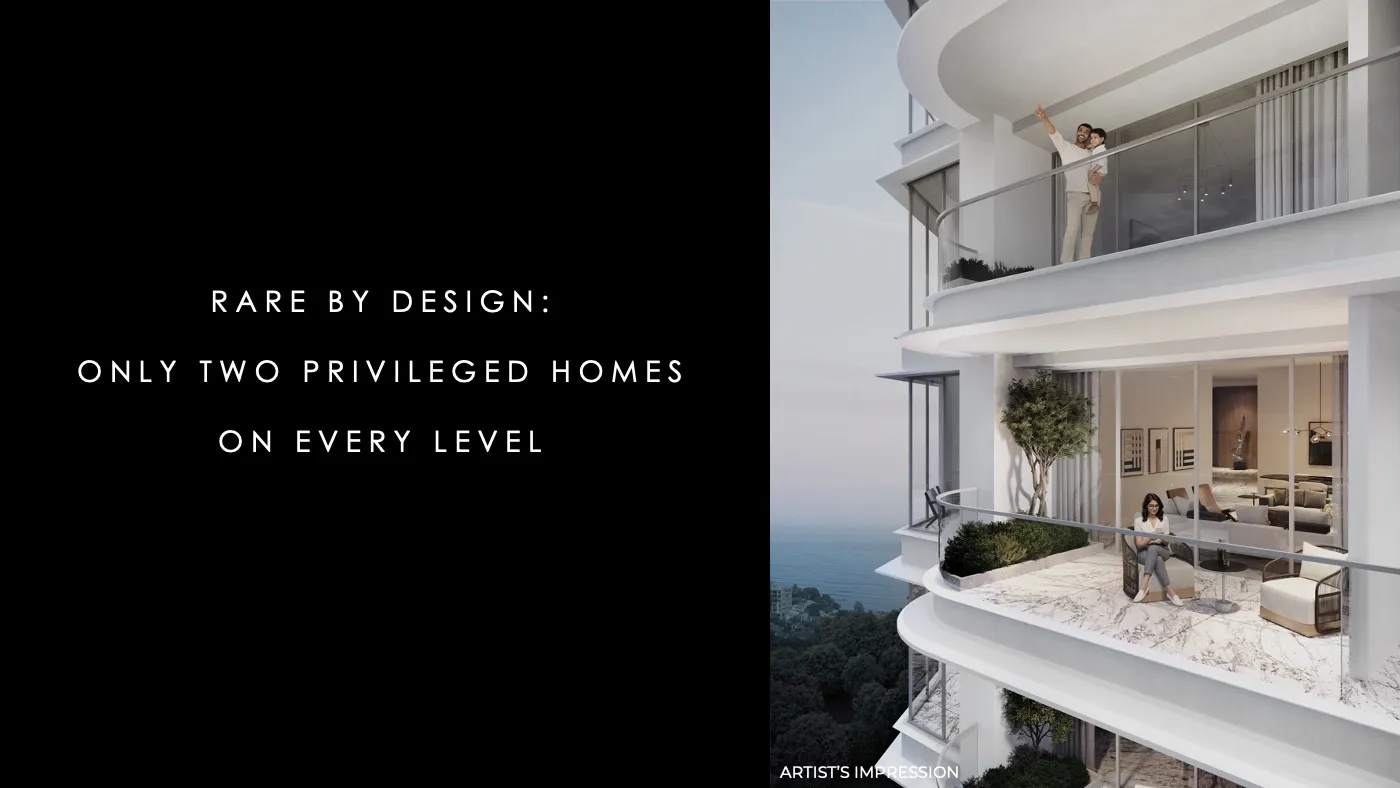 RARE BY DESIGN:
ONLY TWO PRIVILEGED HOMES
ON EVERY LEVEL
ARTIST'S IMPRESSION